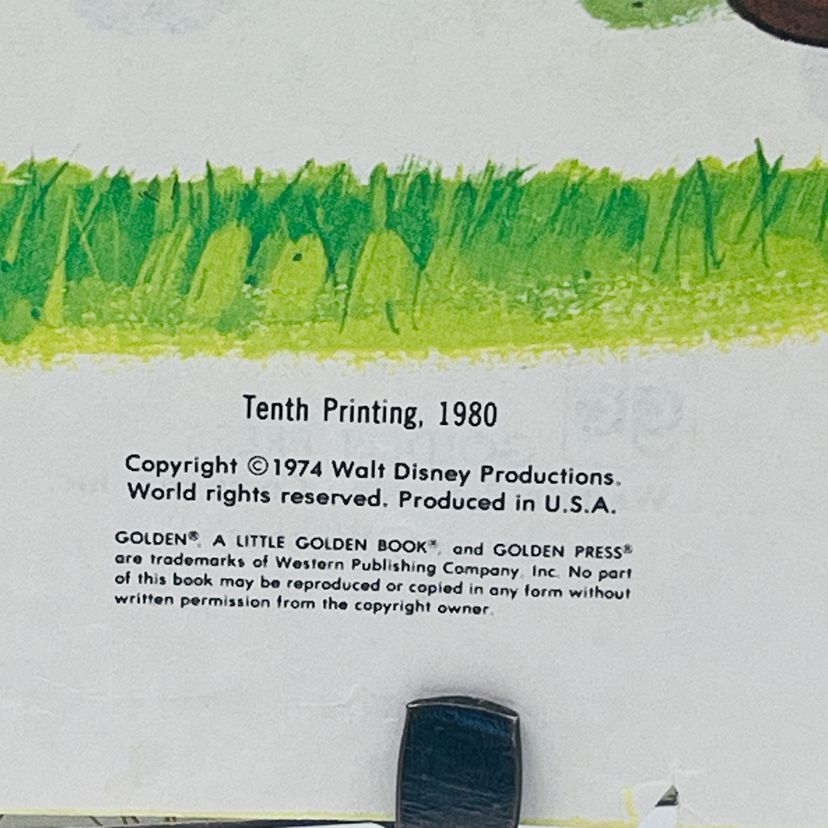 Tenth Printing, 1980
Copyright ©1974 Walt Disney Productions.
World rights reserved. Produced in U.S.A.
GOLDEN®, A LITTLE GOLDEN BOOK®, and GOLDEN PRESS®
are trademarks of Western Publishing Company, Inc. No part
of this book may be reproduced or copied in any form without
written permission from the copyright owner.